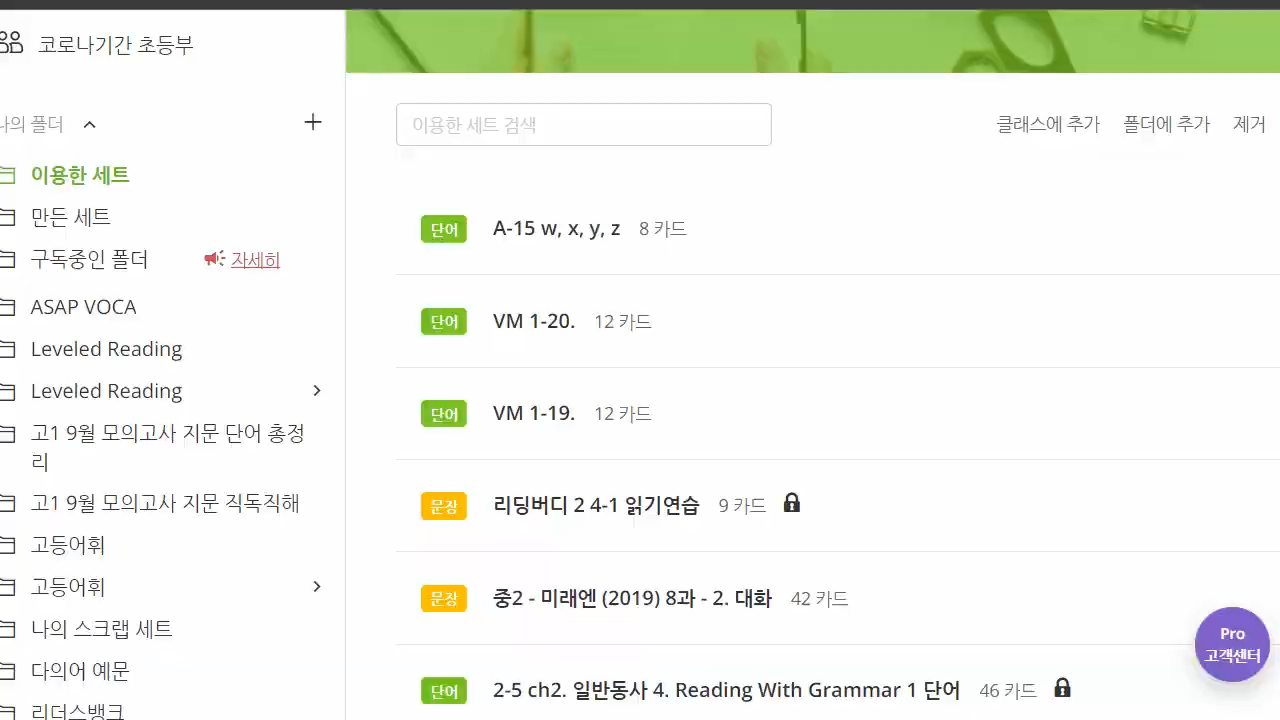 코로나기간 초등부
나의 폴더
이용한 세트
만든 세트
구독중인 폴더 자세히
ASAP VOCA
Leveled Reading
Leveled Reading
고1 9월 모의고사 지문 단어 총정
리
고1 9월 모의고사 지문 직독직해
고등어휘
고등어휘
나의 스크랩 세트
다의어 예문
리더스뱅크
이용한 세트 검색
클래스에 추가 폴더에 추가 제거
단어 A-15 w, x, y, z 8 카드
단어 VM 1-20. 12 카드
단어 VM 1-19. 12 카드
문장 리딩버디 2 4-1 읽기연습 9 카드
문장 중2 - 미래엔 (2019) 8과 - 2. 대화 42 카드
단어 2-5 ch2. 일반동사 4. Reading With Grammar 1 단어 46 카드
Pro
고객센터